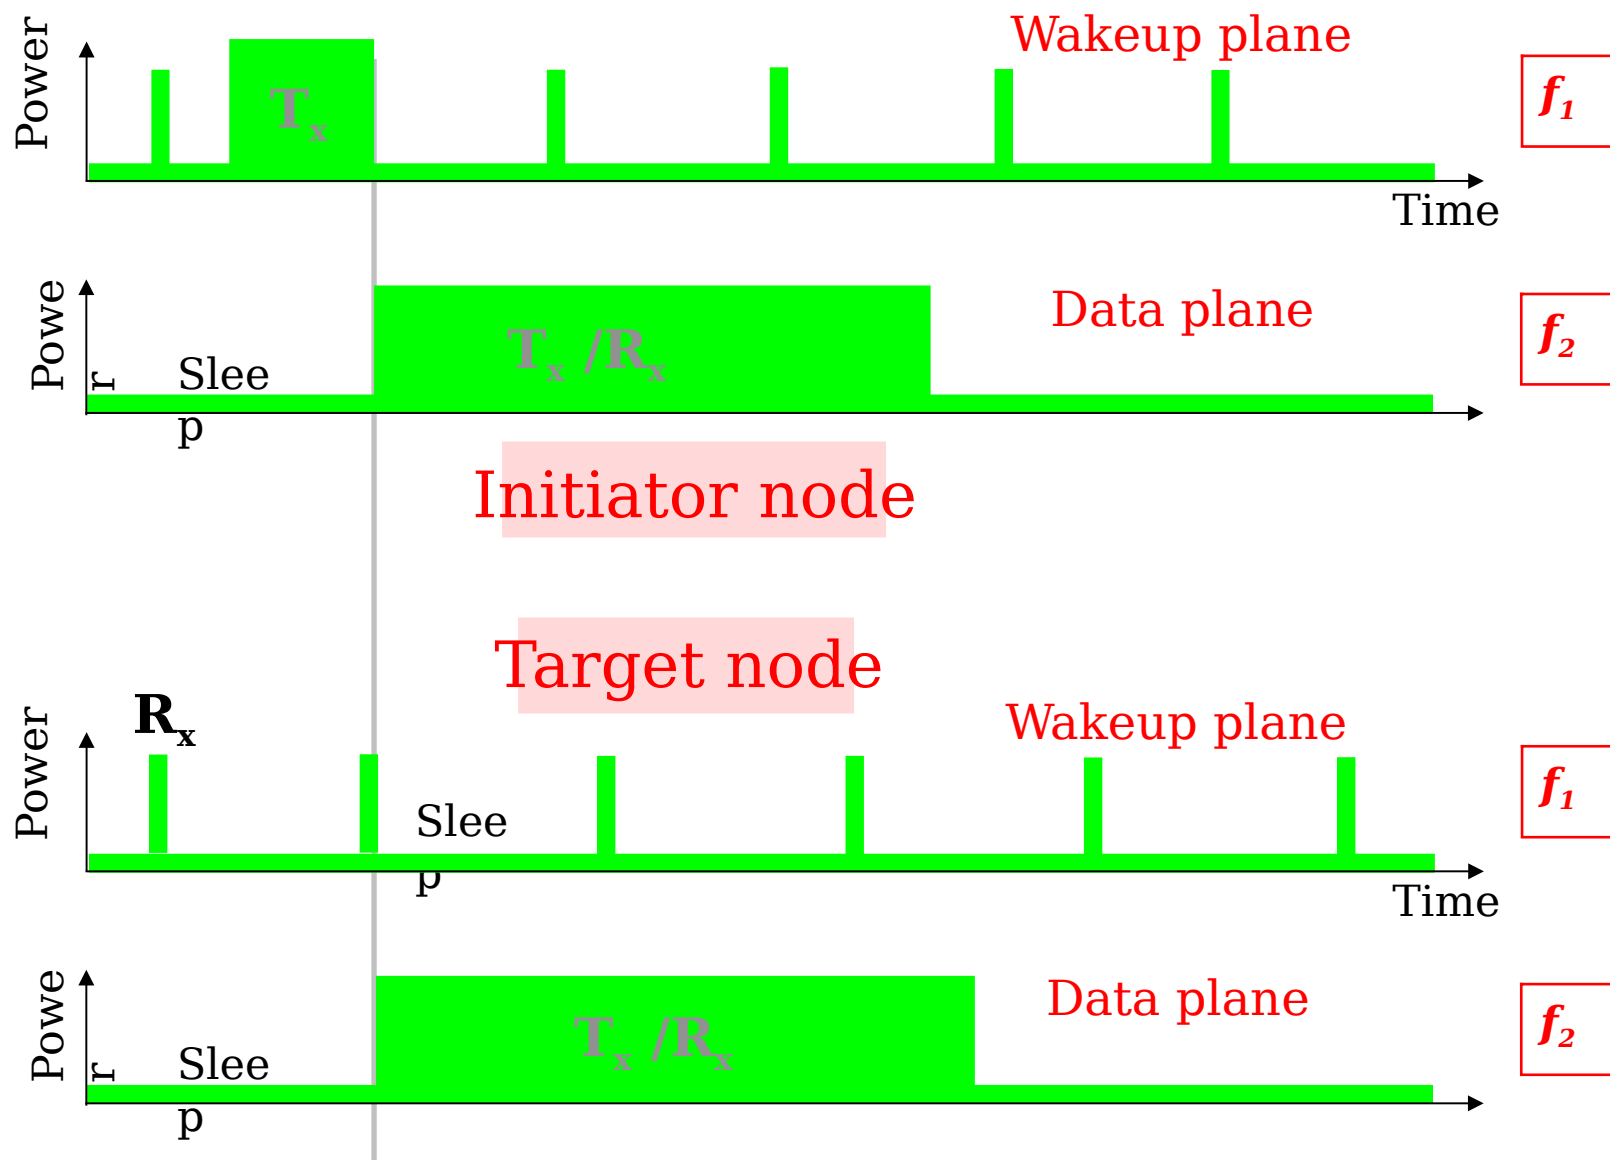 Power
Wakeup plane
f1
Tx
Time
Powe
r
Data plane
f2
Tx /Rx
Slee
p
Initiator node
Target node
Rx
Power
Wakeup plane
f1
Slee
p
Time
Powe
r
Data plane
f2
Tx /Rx
Slee
p